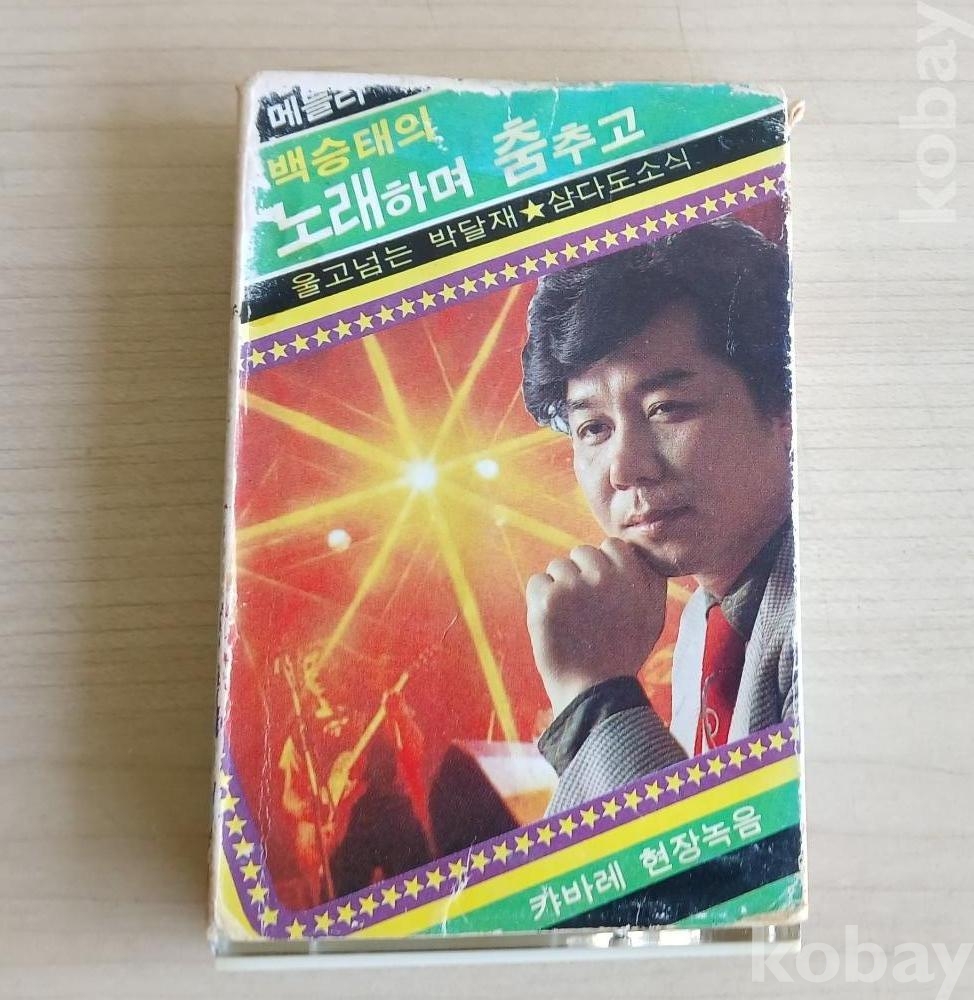 메들리
백승태의
노래하며 춤추고
울고넘는 박달재★삼다도소식
캬바레 현장녹음
kobay
kobay